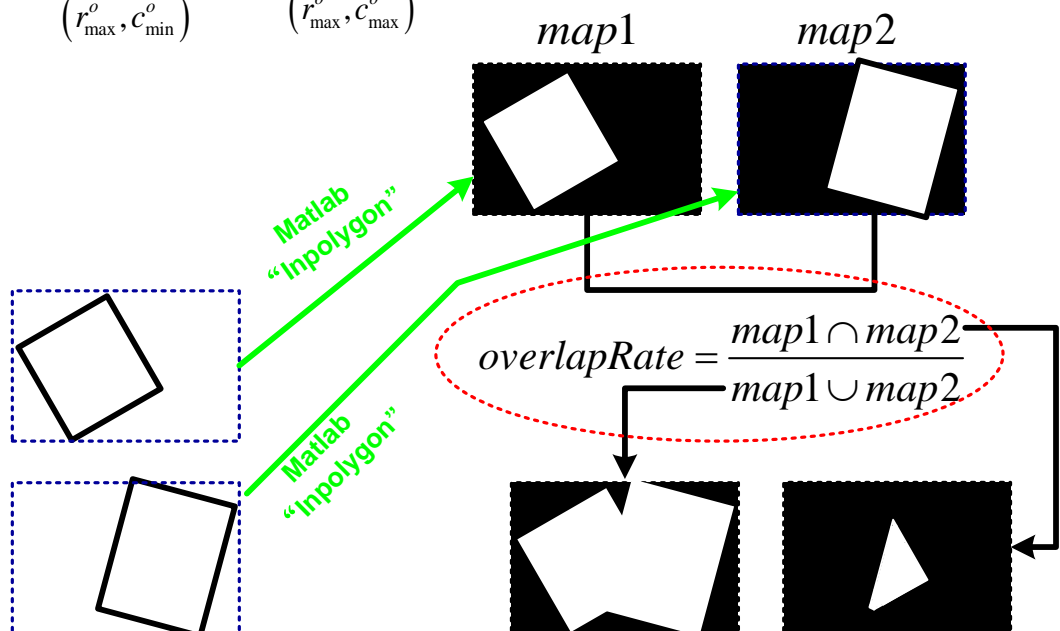 (r^o_max, c^o_min)
(r^o_max, c^o_max)
map1
map2
Matlab
“Inpolygon”
overlapRate = map1 ∩ map2 / map1 ∪ map2
Matlab
“Inpolygon”